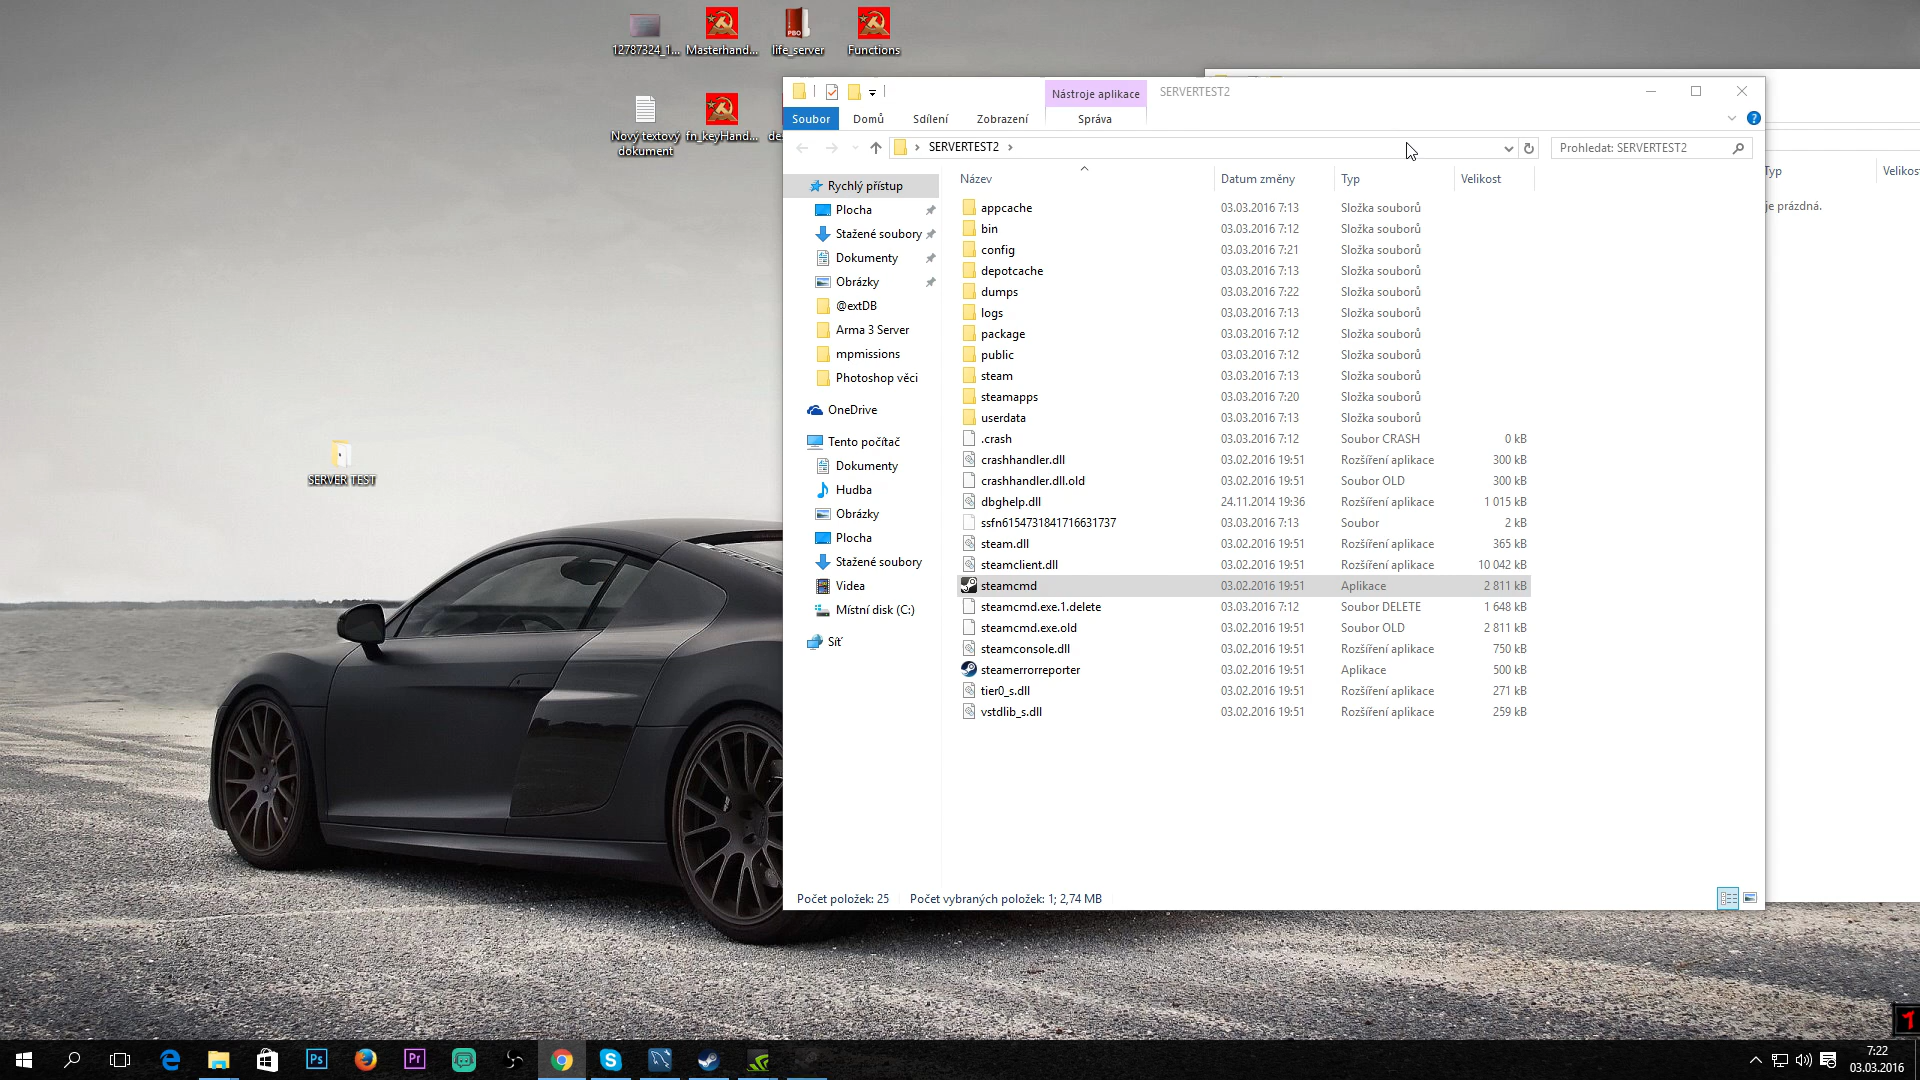 12787324_1...
Masterhand...
life_server
Functions
Nový textový
dokument
fn_keyHand...
de
Nástroje aplikace
SERVERTEST2
Soubor
Domů
Sdílení
Zobrazení
Správa
SERVERTEST2
Prohledat: SERVERTEST2
Název
Datum změny
Typ
Velikost
Typ
Velikos
je prázdná.
Rychlý přístup
Plocha
Stažené soubory
Dokumenty
Obrázky
@extDB
Arma 3 Server
mpmissions
Photoshop věci
OneDrive
Tento počítač
Dokumenty
Hudba
Obrázky
Plocha
Stažené soubory
Videa
Místní disk (C:)
Síť
appcache 03.03.2016 7:13 Složka souborů
bin 03.03.2016 7:12 Složka souborů
config 03.03.2016 7:21 Složka souborů
depotcache 03.03.2016 7:13 Složka souborů
dumps 03.03.2016 7:22 Složka souborů
logs 03.03.2016 7:13 Složka souborů
package 03.03.2016 7:12 Složka souborů
public 03.03.2016 7:12 Složka souborů
steam 03.03.2016 7:13 Složka souborů
steamapps 03.03.2016 7:20 Složka souborů
userdata 03.03.2016 7:13 Složka souborů
.crash 03.03.2016 7:12 Soubor CRASH 0 kB
crashhandler.dll 03.02.2016 19:51 Rozšíření aplikace 300 kB
crashhandler.dll.old 03.02.2016 19:51 Soubor OLD 300 kB
dbghelp.dll 24.11.2014 19:36 Rozšíření aplikace 1 015 kB
ssfn6154731841716631737 03.03.2016 7:13 Soubor 2 kB
steam.dll 03.02.2016 19:51 Rozšíření aplikace 365 kB
steamclient.dll 03.02.2016 19:51 Rozšíření aplikace 10 042 kB
steamcmd 03.02.2016 19:51 Aplikace 2 811 kB
steamcmd.exe.1.delete 03.03.2016 7:12 Soubor DELETE 1 648 kB
steamcmd.exe.old 03.02.2016 19:51 Soubor OLD 2 811 kB
steamconsole.dll 03.02.2016 19:51 Rozšíření aplikace 750 kB
steamerrorreporter 03.02.2016 19:51 Aplikace 500 kB
tier0_s.dll 03.02.2016 19:51 Rozšíření aplikace 271 kB
vstdlib_s.dll 03.02.2016 19:51 Rozšíření aplikace 259 kB
SERVER TEST
Počet položek: 25
Počet vybraných položek: 1; 2,74 MB
7:22
03.03.2016